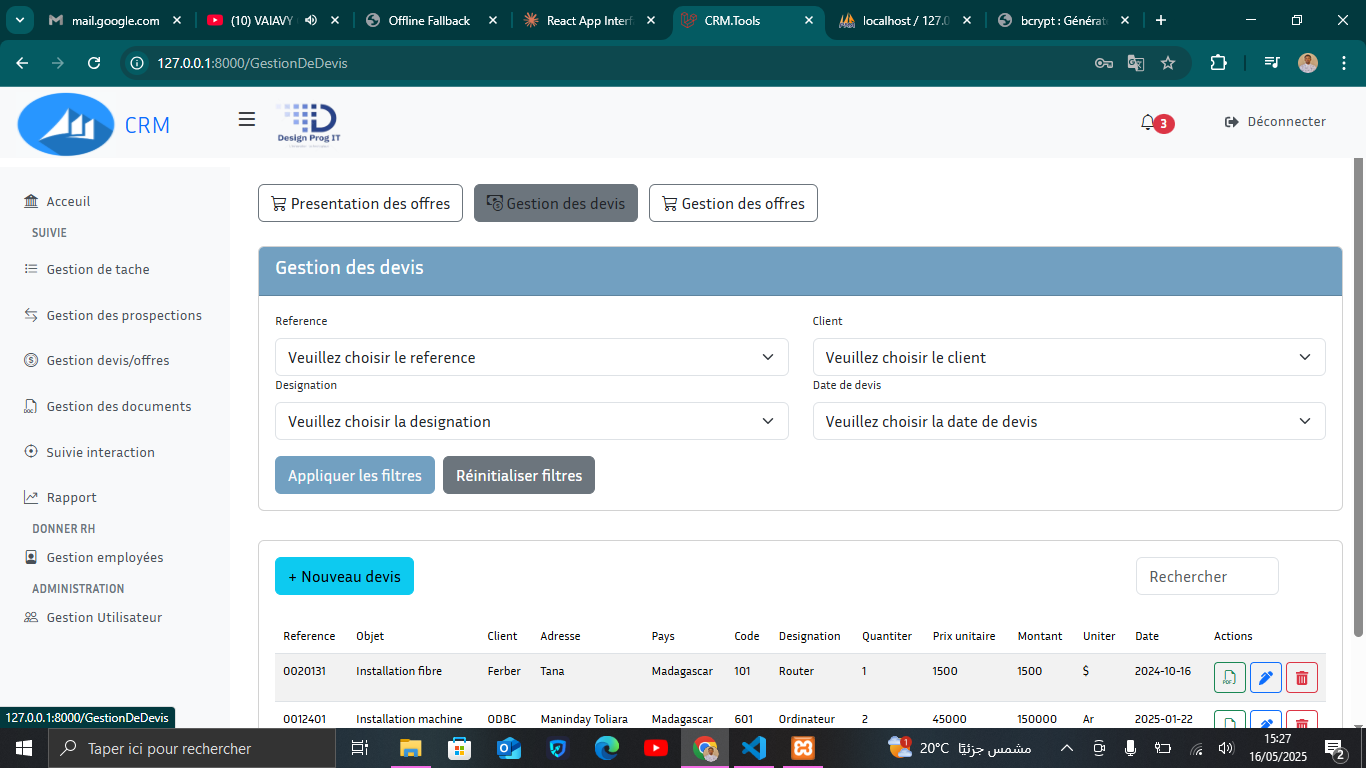 mail.google.com
(10) VAIAVY
Offline Fallback
React App Interf
CRM.Tools
localhost / 127.0
bcrypt : Générat
127.0.0.1:8000/GestionDeDevis
CRM
Design Prog IT
3
Déconnecter
Acceuil
SUIVIE
Gestion de tache
Gestion des prospections
Gestion devis/offres
Gestion des documents
Suivie interaction
Rapport
DONNER RH
Gestion employées
ADMINISTRATION
Gestion Utilisateur
Presentation des offres
Gestion des devis
Gestion des offres
Gestion des devis
Reference
Client
Veuillez choisir le reference
Veuillez choisir le client
Designation
Date de devis
Veuillez choisir la designation
Veuillez choisir la date de devis
Appliquer les filtres
Réinitialiser filtres
+ Nouveau devis
Rechercher
Reference Objet Client Adresse Pays Code Designation Quantiter Prix unitaire Montant Uniter Date Actions
0020131 Installation fibre Ferber Tana Madagascar 101 Router 1 1500 1500 $ 2024-10-16
PDF
0012401 Installation machine ODBC Maninday Toliara Madagascar 601 Ordinateur 2 45000 150000 Ar 2025-01-22
127.0.0.1:8000/GestionDeDevis
Taper ici pour rechercher
1
20°C مشمس جزئيًا
15:27
16/05/2025
2